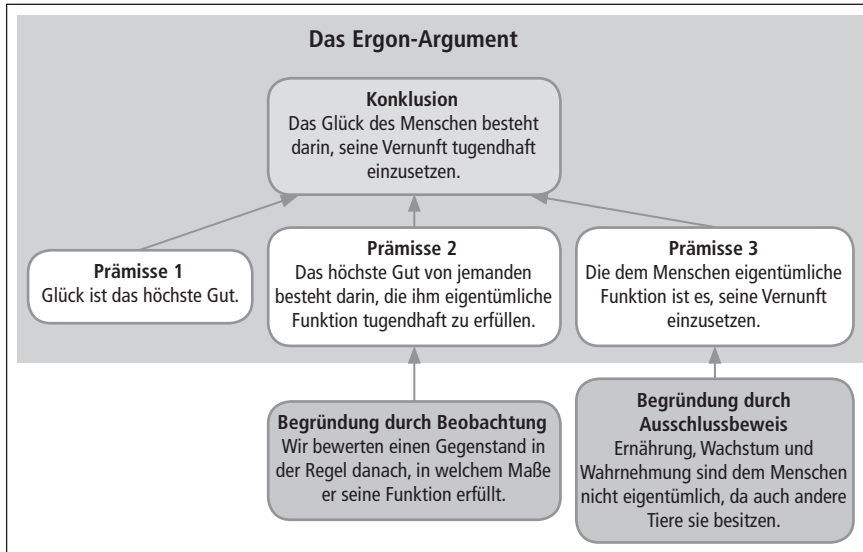 Das Ergon-Argument
Konklusion
Das Glück des Menschen besteht
darin, seine Vernunft tugendhaft
einzusetzen.
Prämisse 1
Glück ist das höchste Gut.
Prämisse 2
Das höchste Gut von jemanden
besteht darin, die ihm eigentümliche
Funktion tugendhaft zu erfüllen.
Prämisse 3
Die dem Menschen eigentümliche
Funktion ist es, seine Vernunft
einzusetzen.
Begründung durch Beobachtung
Wir bewerten einen Gegenstand in
der Regel danach, in welchem Maße
er seine Funktion erfüllt.
Begründung durch
Ausschlussbeweis
Ernährung, Wachstum und
Wahrnehmung sind dem Menschen
nicht eigentümlich, da auch andere
Tiere sie besitzen.